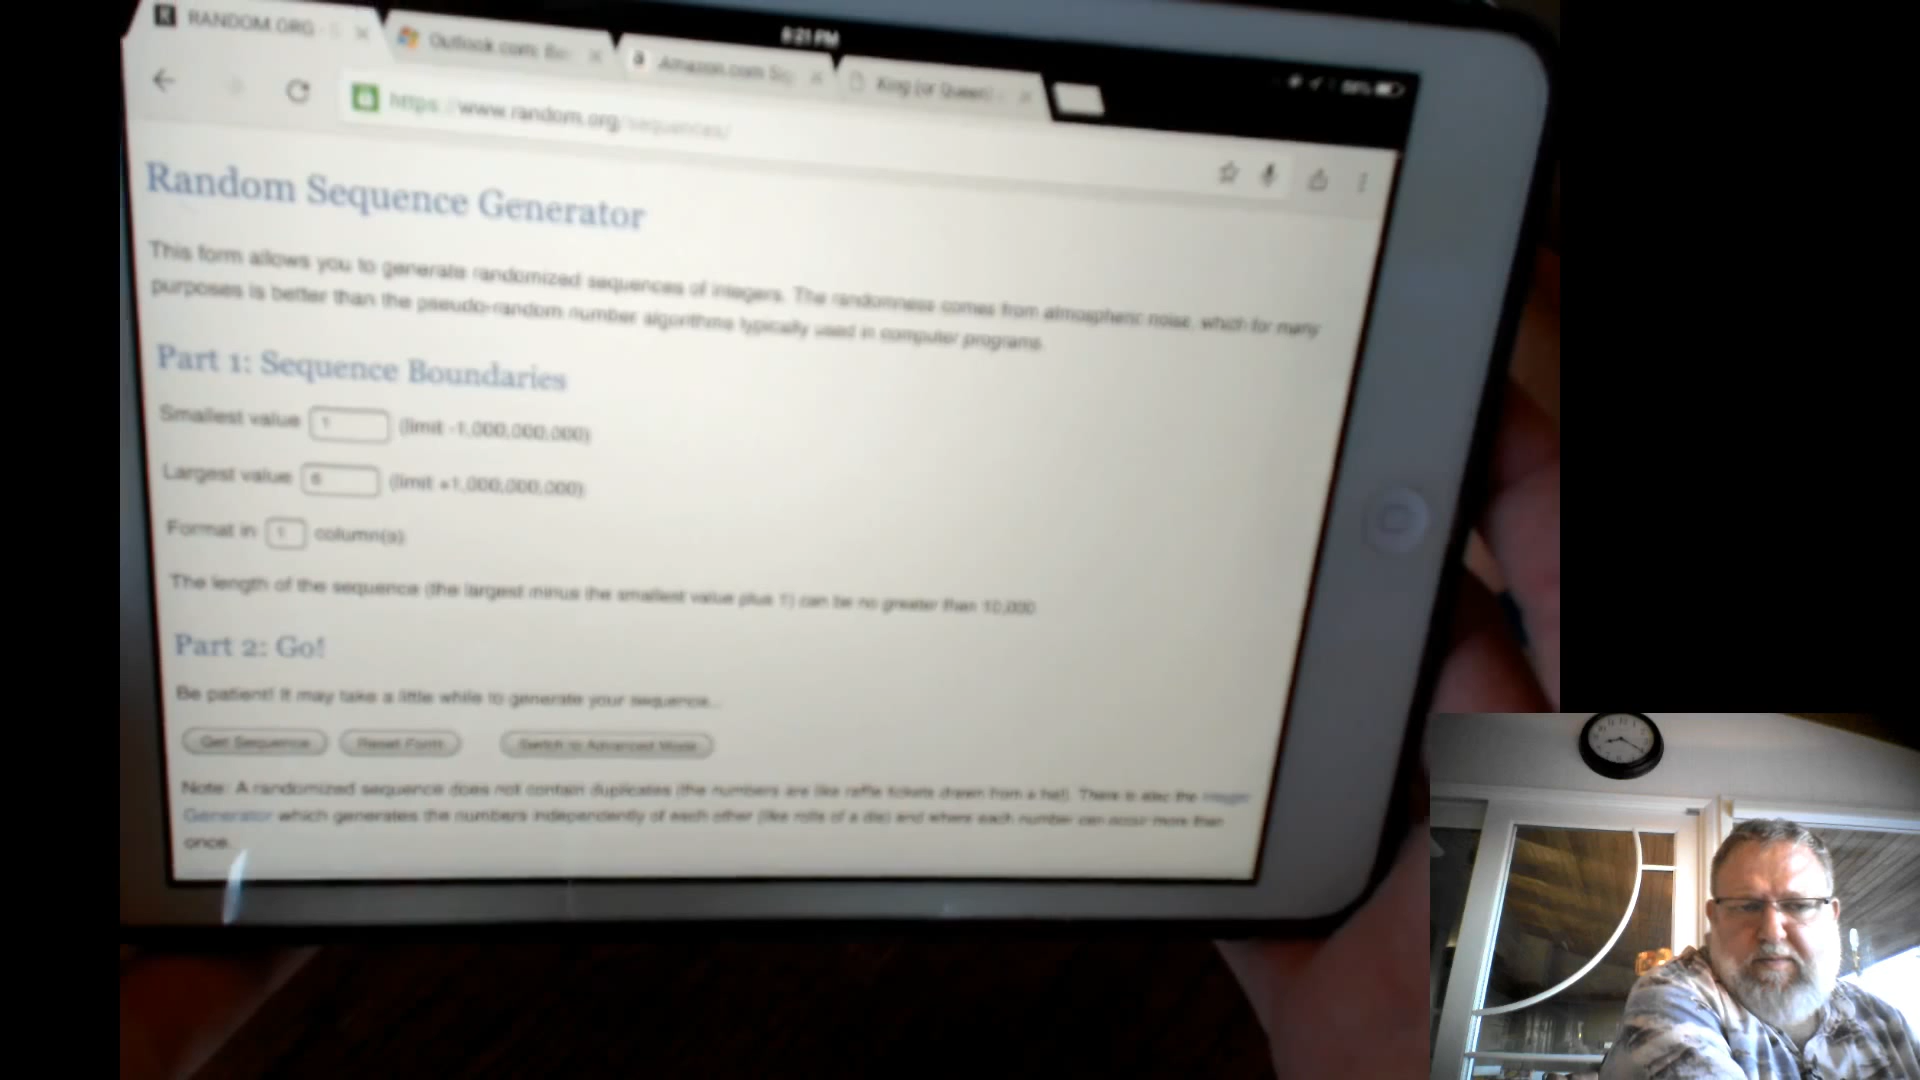 8:21 PM
RANDOM.ORG - S
Outlook.com:
Amazon.com Sig
King (or Queen)
https://www.random.org/sequences/
Random Sequence Generator
This form allows you to generate randomized sequences of integers. The randomness comes from atmospheric noise, which for many
purposes is better than the pseudo-random number algorithms typically used in computer programs.
Part 1: Sequence Boundaries
Smallest value 1 (limit -1,000,000,000)
Largest value 6 (limit +1,000,000,000)
Format in 1 column(s)
The length of the sequence (the largest minus the smallest value plus 1) can be no greater than 10,000
Part 2: Go!
Be patient! It may take a little while to generate your sequence...
Get Sequence Reset Form Switch to Advanced Mode
Note: A randomized sequence does not contain duplicates (the numbers are like raffle tickets drawn from a hat). There is also the Integer
Generator which generates the numbers independently of each other (like rolls of a die) and where each number can occur more than
once.